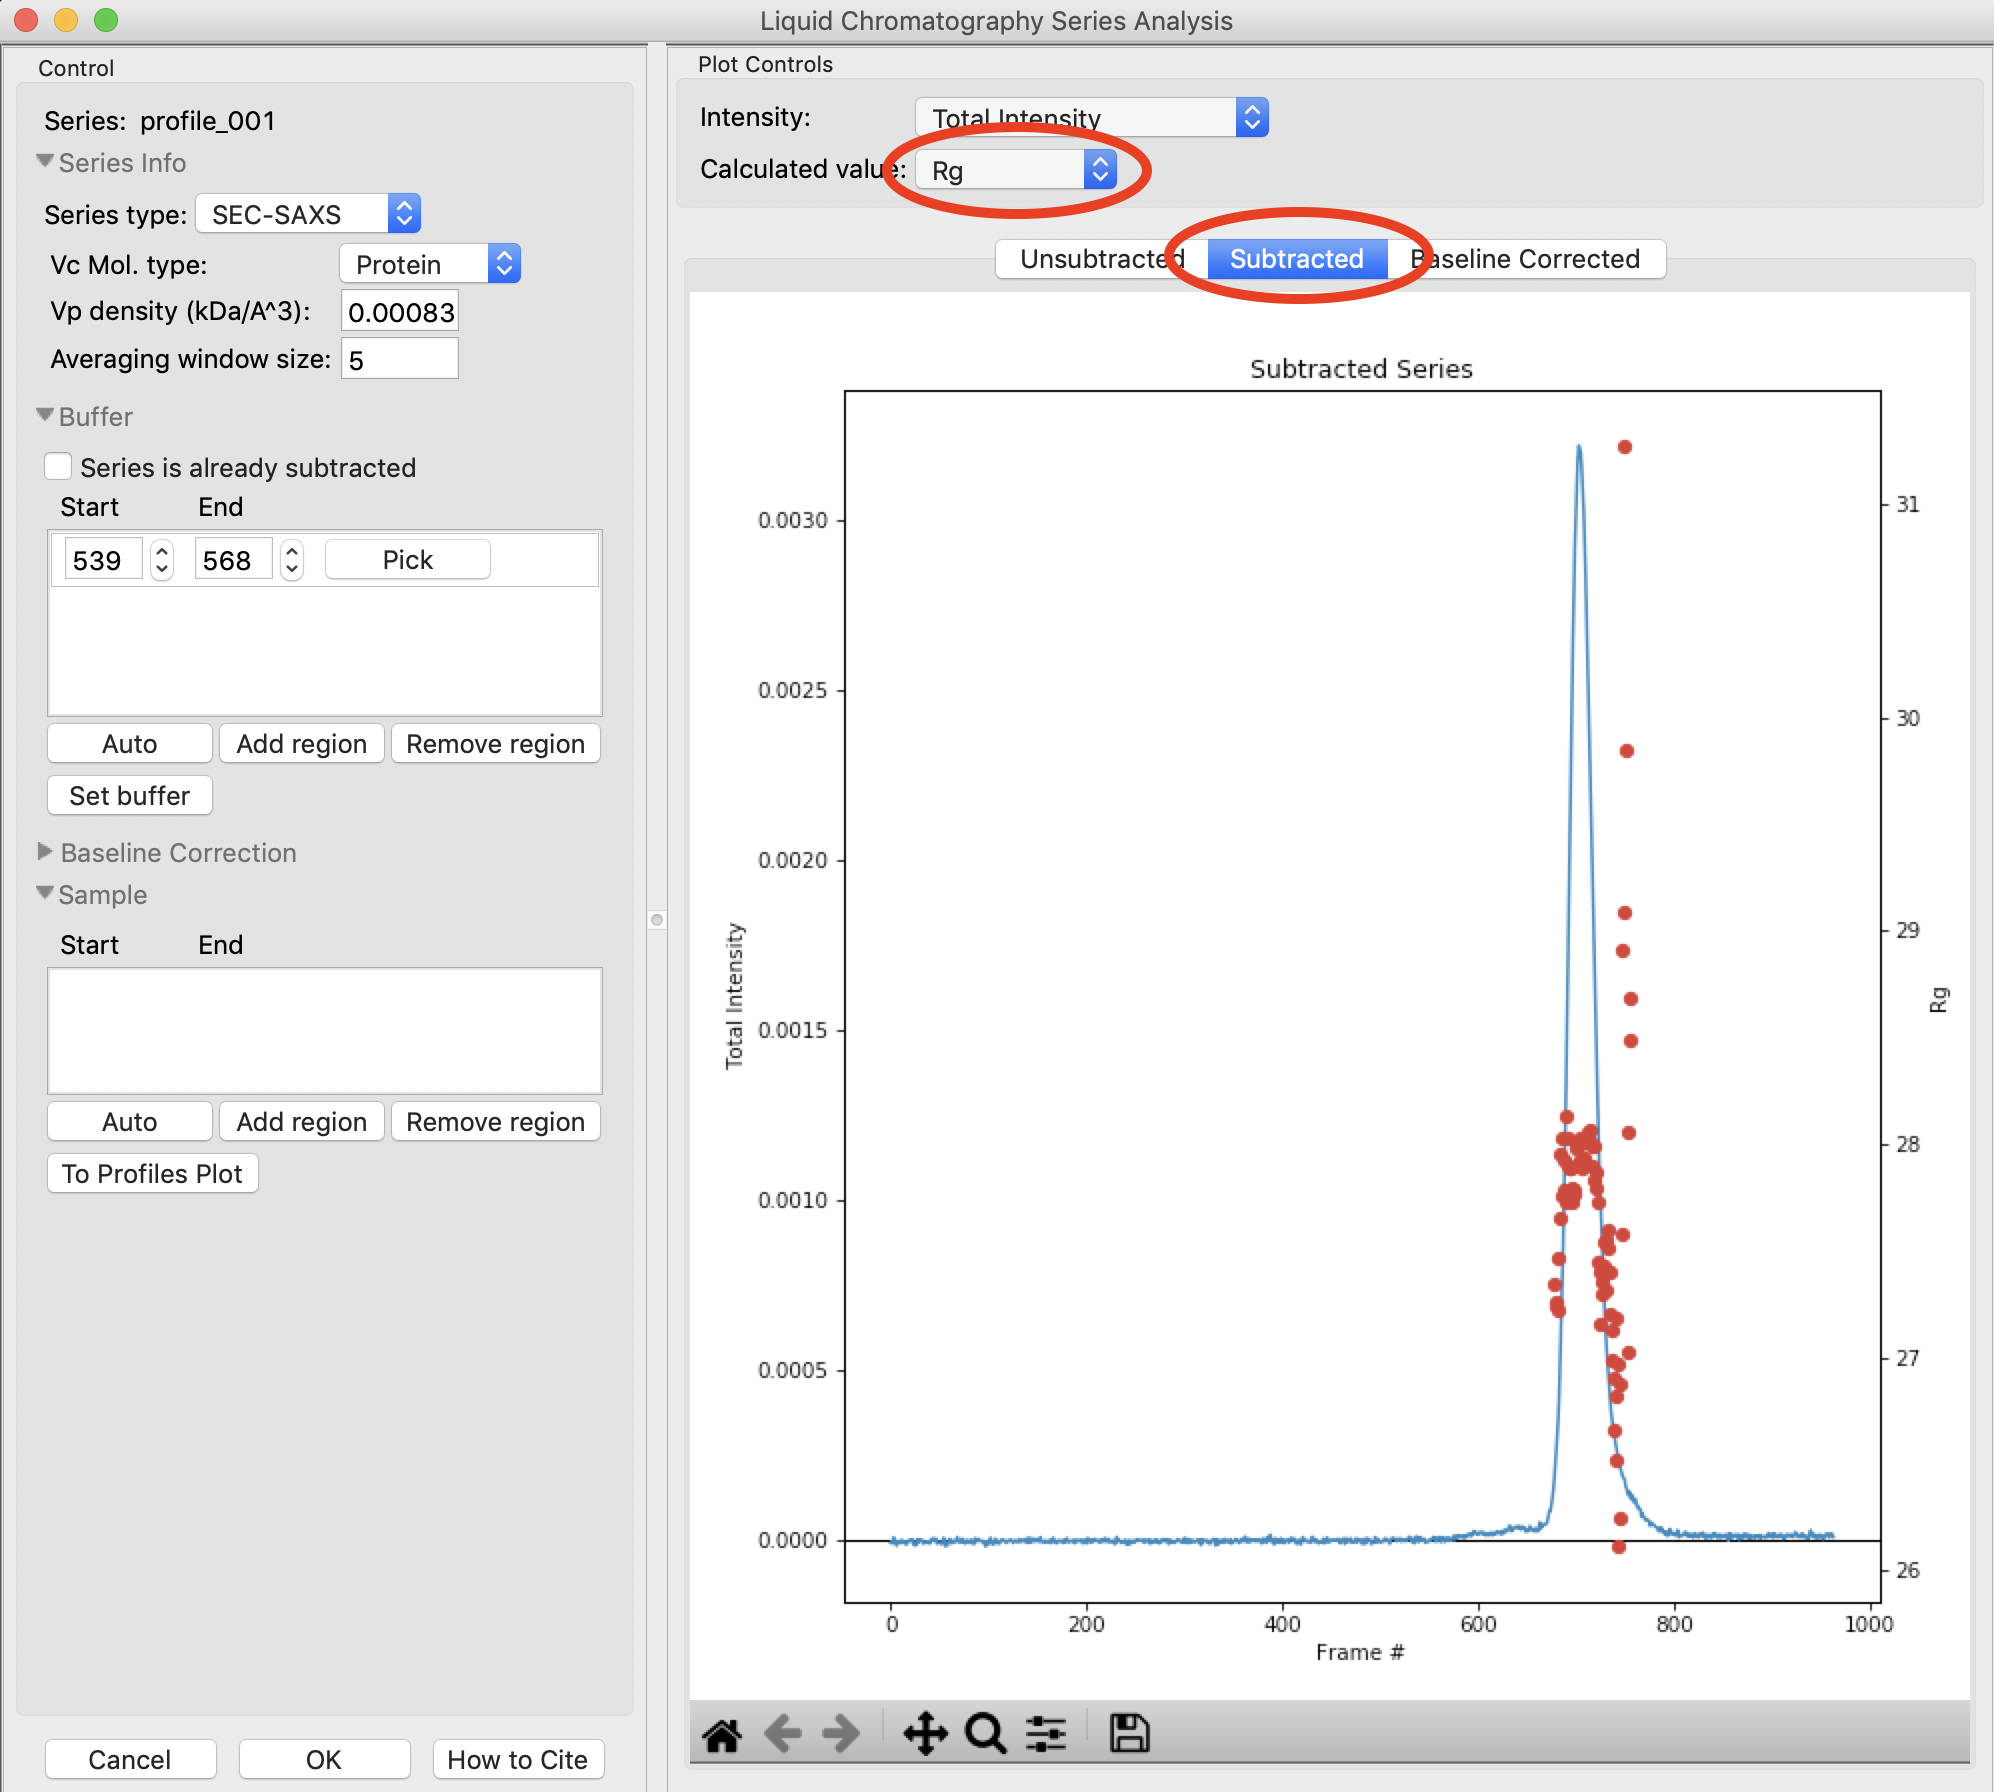 Liquid Chromatography Series Analysis
Control
Series: profile_001
Series Info
Series type: SEC-SAXS
Vc Mol. type: Protein
Vp density (kDa/A^3): 0.00083
Averaging window size: 5
Buffer
Series is already subtracted
Start End
539 568 Pick
Auto Add region Remove region
Set buffer
Baseline Correction
Sample
Start End
Auto Add region Remove region
To Profiles Plot
Cancel OK How to Cite
Plot Controls
Intensity: Total Intensity
Calculated value: Rg
Unsubtracted Subtracted Baseline Corrected
Subtracted Series
0.0030
0.0025
0.0020
0.0015
0.0010
0.0005
0.0000
Total Intensity
31
30
29
28
27
26
Rg
0 200 400 600 800 1000
Frame #